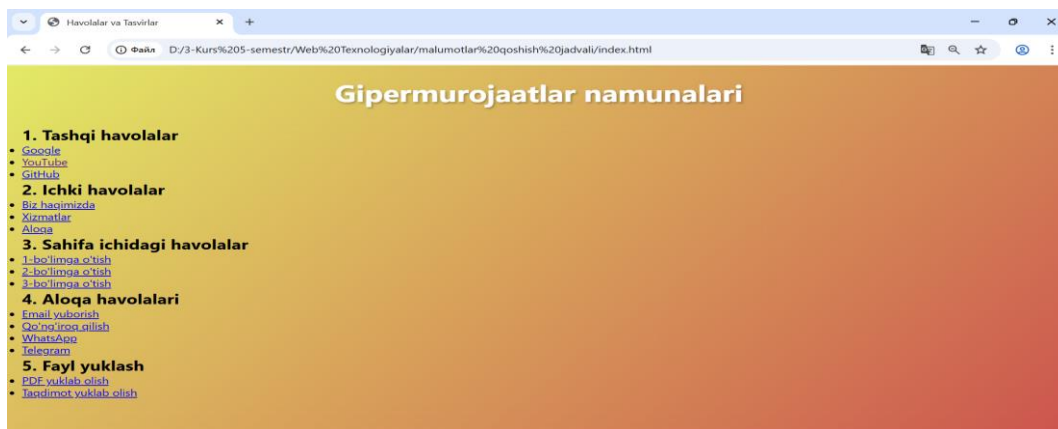 Havolalar va Tasvirlar
Файл D:/3-Kurs%205-semestr/Web%20Texnologiyalar/malumotlar%20qoshish%20jadvali/index.html
Gipermurojaatlar namunalari
1. Tashqi havolalar
Google
YouTube
GitHub
2. Ichki havolalar
Biz haqimizda
Xizmatlar
Aloqa
3. Sahifa ichidagi havolalar
1-bo'limga o'tish
2-bo'limga o'tish
3-bo'limga o'tish
4. Aloqa havolalari
Email yuborish
Qo'ng'iroq qilish
WhatsApp
Telegram
5. Fayl yuklash
PDF yuklab olish
Taqdimot yuklab olish